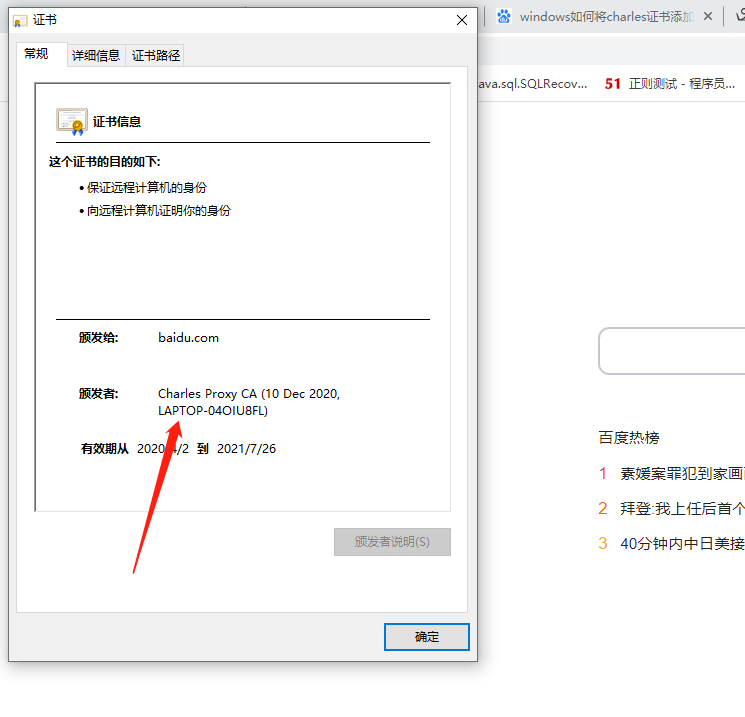 证书
常规
详细信息
证书路径
证书信息
这个证书的目的如下:
• 保证远程计算机的身份
• 向远程计算机证明你的身份
颁发给:
baidu.com
颁发者:
Charles Proxy CA (10 Dec 2020,
LAPTOP-04OIU8FL)
有效期从 2020/4/2 到 2021/7/26
颁发者说明(S)
确定
windows如何将charles证书添加
ava.sql.SQLRecov...
51 正则测试 - 程序员...
百度热榜
1 素媛案罪犯到家画面
2 拜登:我上任后首个
3 40分钟内中日美接